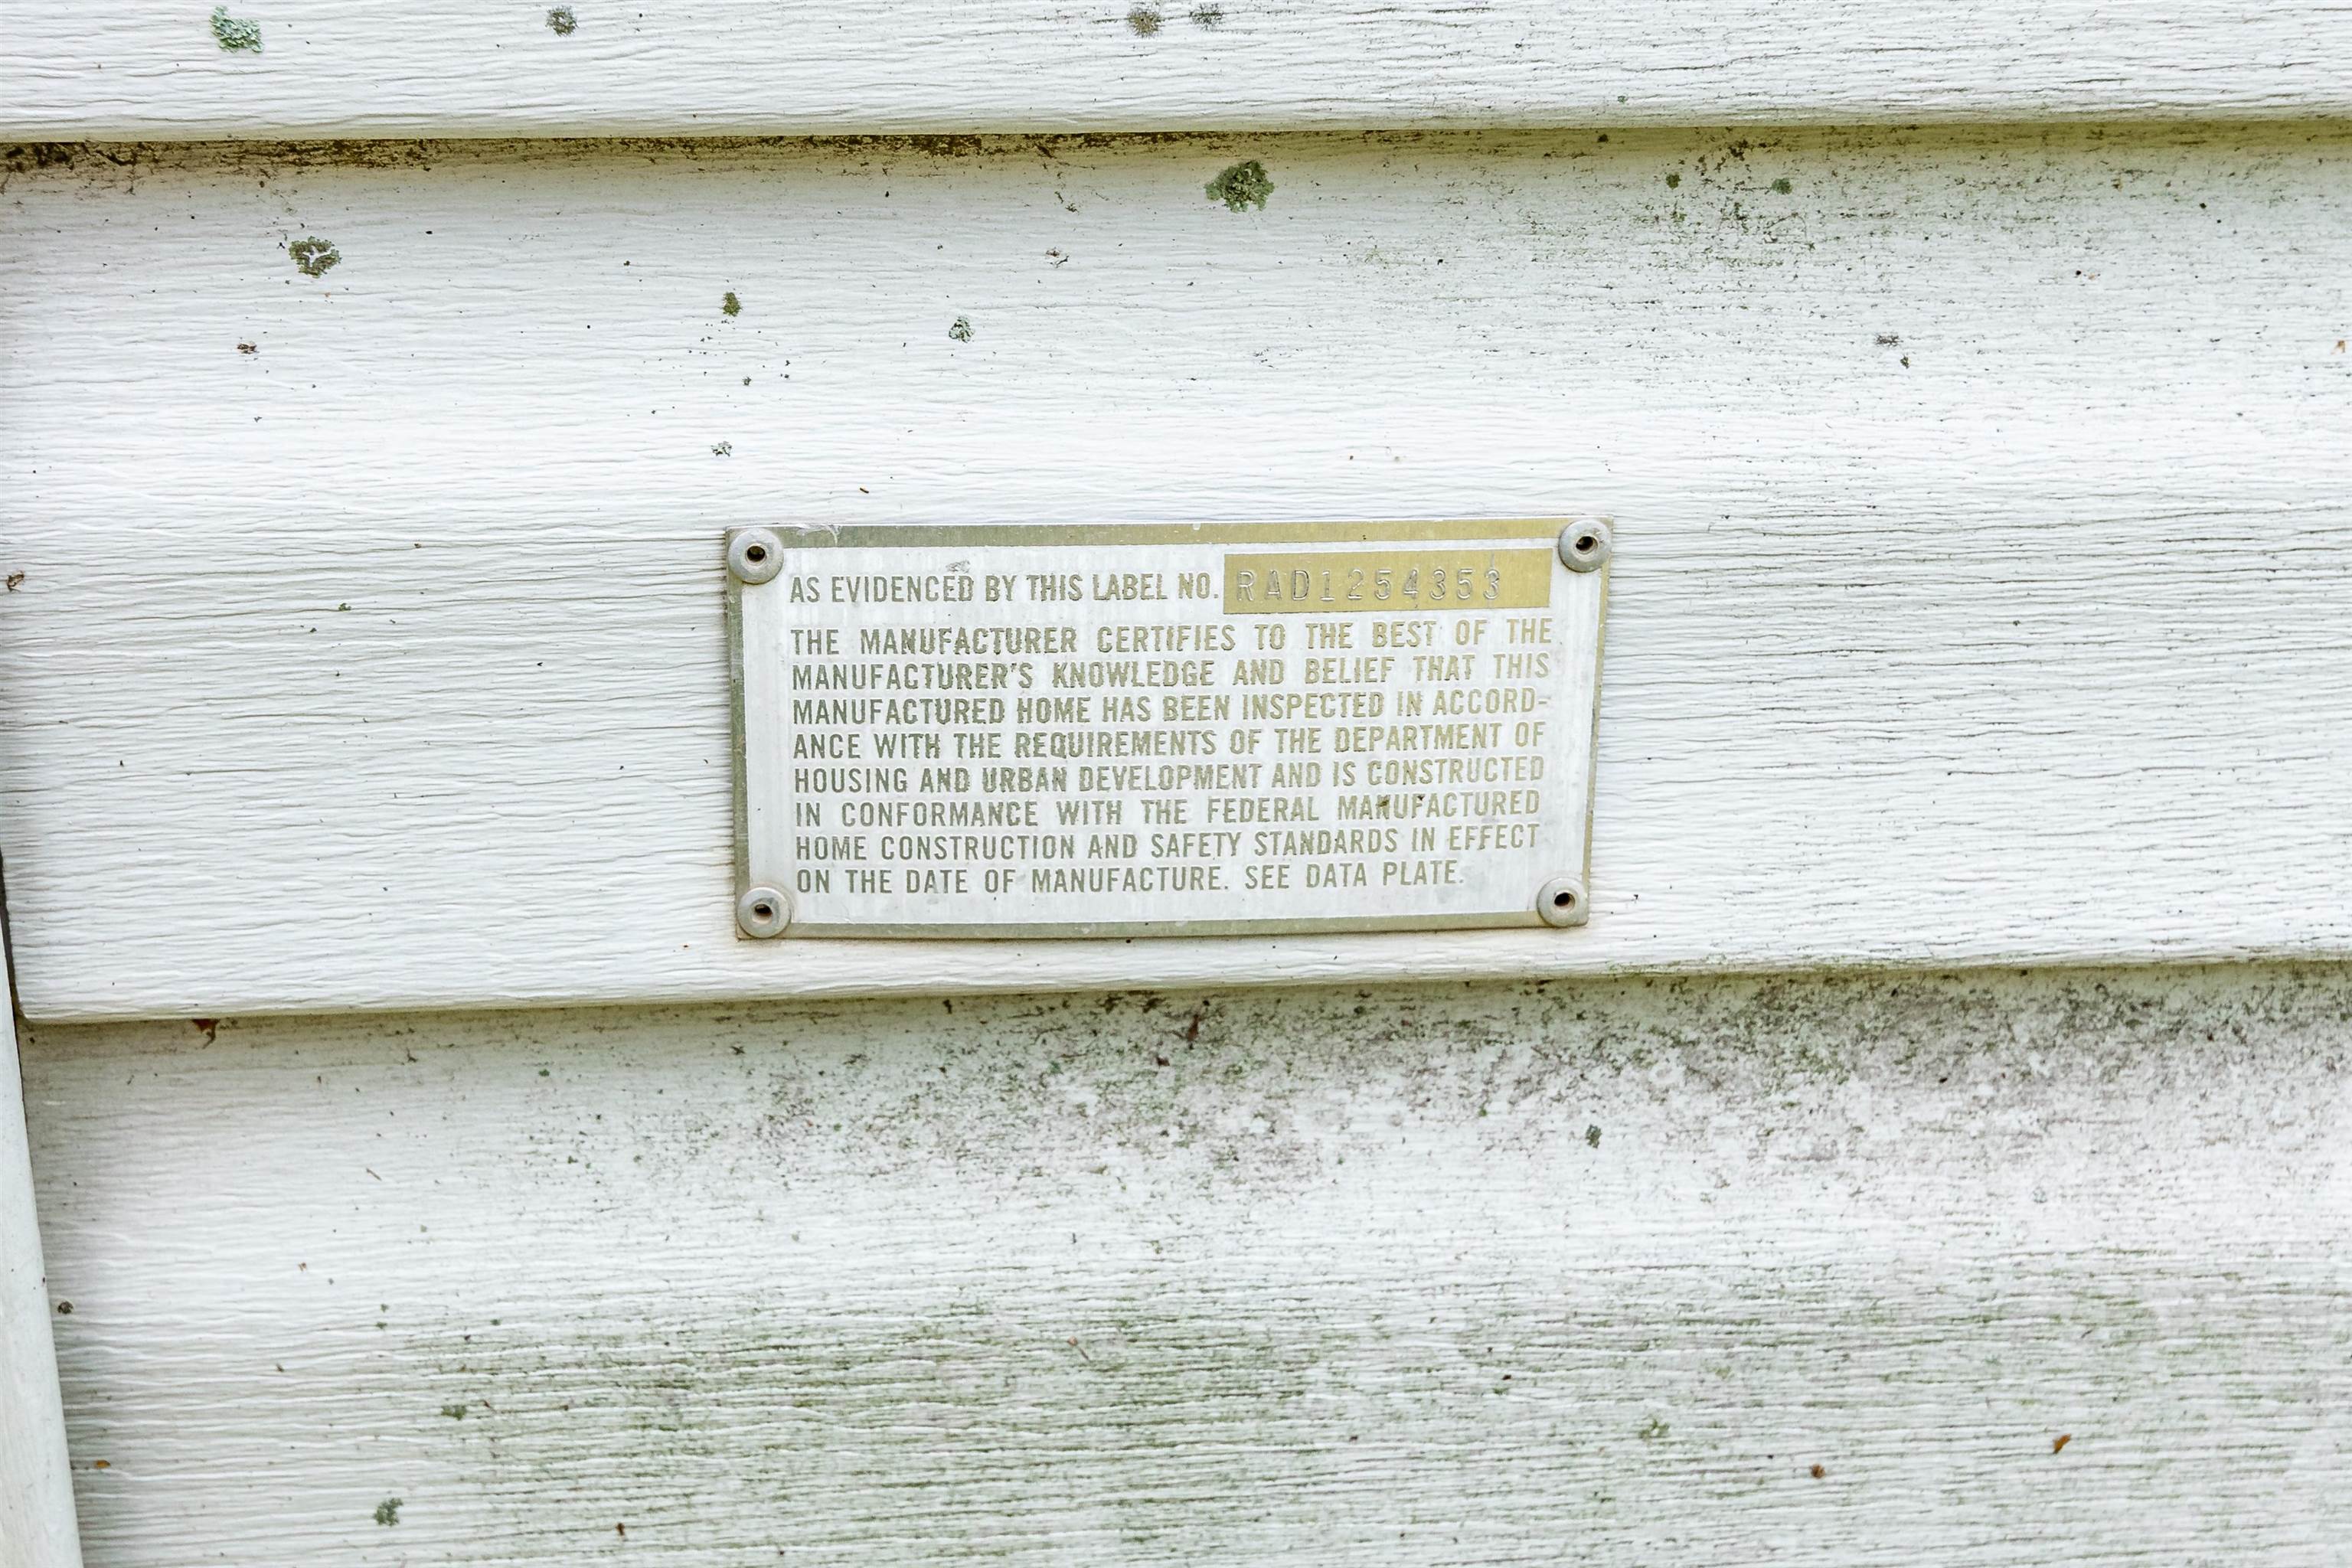 AS EVIDENCED BY THIS LABEL NO. RAD1254353
THE MANUFACTURER CERTIFIES TO THE BEST OF THE
MANUFACTURER'S KNOWLEDGE AND BELIEF THAT THIS
MANUFACTURED HOME HAS BEEN INSPECTED IN ACCORD-
ANCE WITH THE REQUIREMENTS OF THE DEPARTMENT OF
HOUSING AND URBAN DEVELOPMENT AND IS CONSTRUCTED
IN CONFORMANCE WITH THE FEDERAL MANUFACTURED
HOME CONSTRUCTION AND SAFETY STANDARDS IN EFFECT
ON THE DATE OF MANUFACTURE. SEE DATA PLATE.